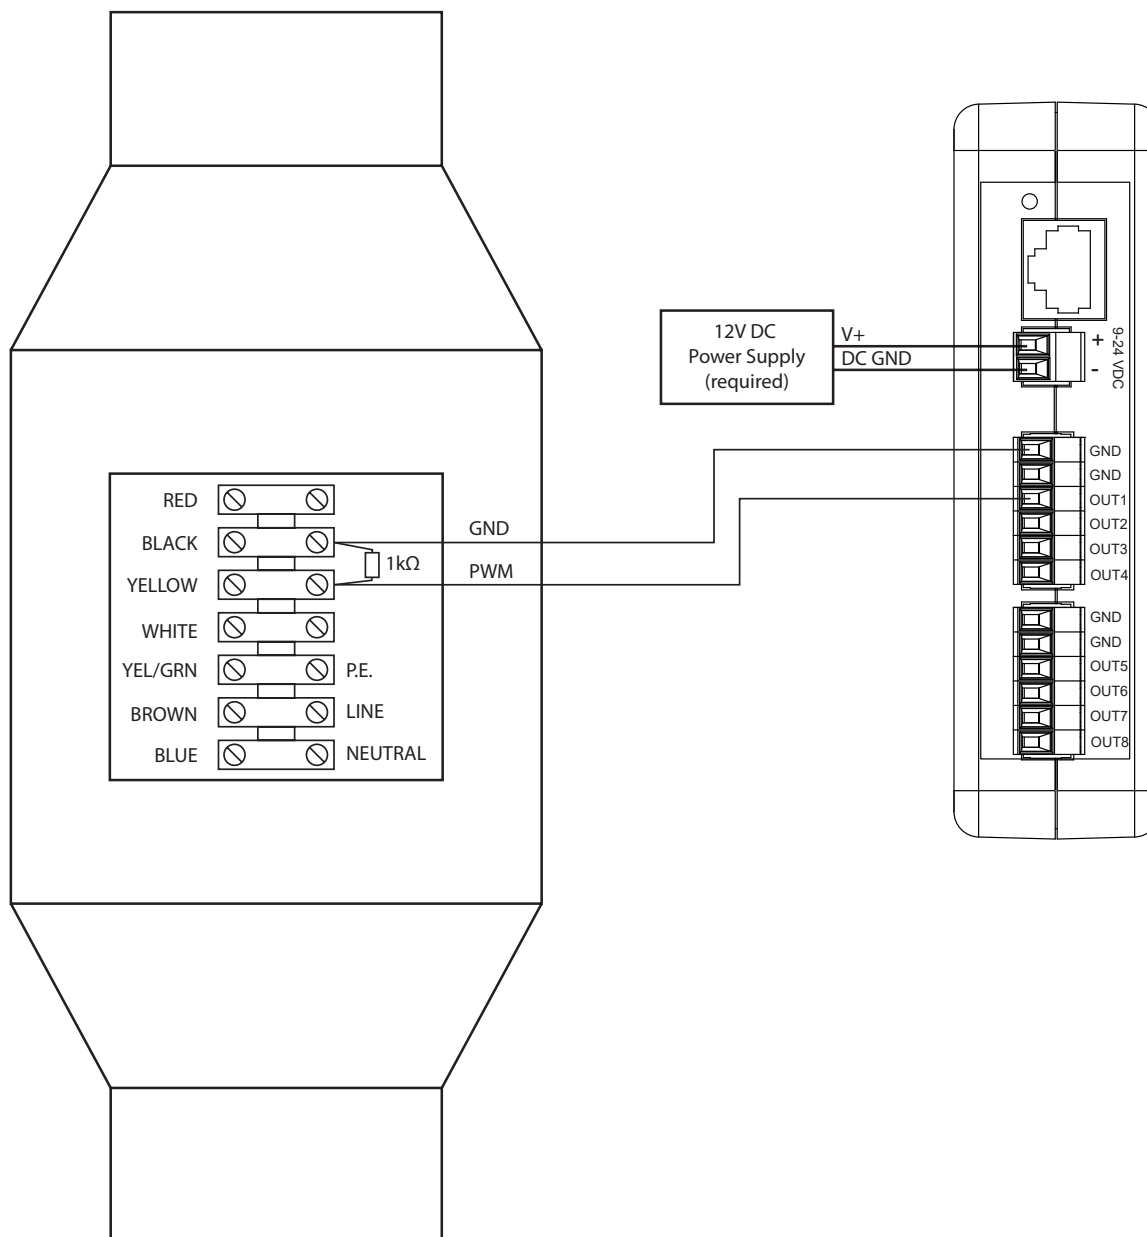 12V DC
Power Supply
(required)
V+
DC GND
+
-
9-24 VDC
GND
GND
OUT1
OUT2
OUT3
OUT4
GND
GND
OUT5
OUT6
OUT7
OUT8
RED
BLACK
YELLOW
WHITE
YEL/GRN
BROWN
BLUE
P.E.
LINE
NEUTRAL
GND
1kΩ
PWM